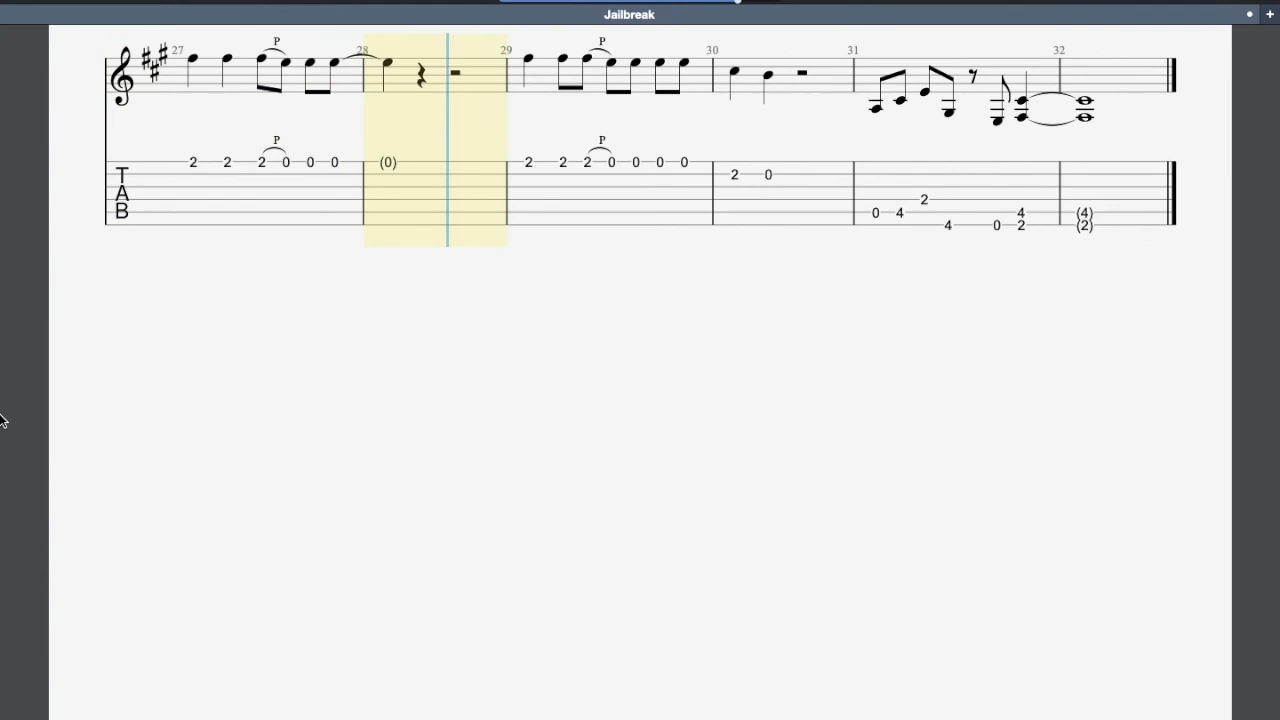 Jailbreak
27 P 28 29 P 30 31 32
P P
2 2 2 0 0 0 (0) 2 2 2 0 0 0 0
T 2 0
A 2
B 0 4 4 (4)
4 0 2 (2)